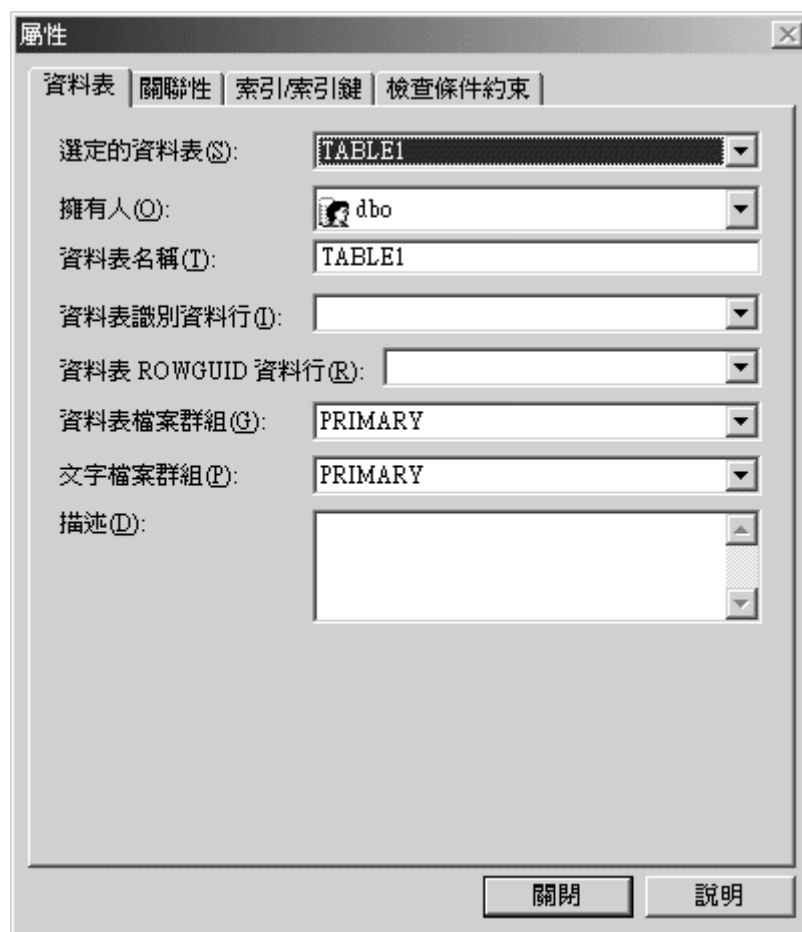 屬性
資料表 關聯性 索引/索引鍵 檢查條件約束
選定的資料表(S): TABLE1
擁有人(O): dbo
資料表名稱(T): TABLE1
資料表識別資料行(I):
資料表 ROWGUID 資料行(R):
資料表檔案群組(G): PRIMARY
文字檔案群組(P): PRIMARY
描述(D):
關閉 說明